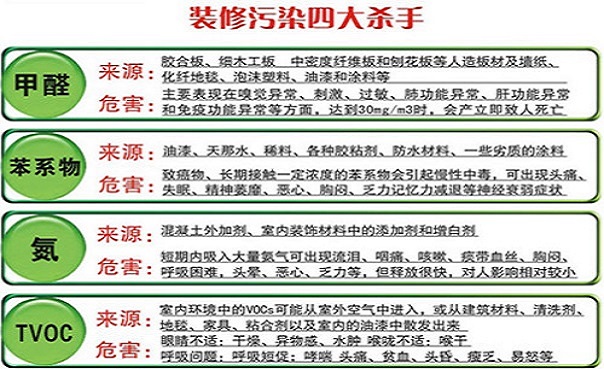 装修污染四大杀手
甲醛
来源：
胶合板、细木工板 中密度纤维板和刨花板等人造板材及墙纸、
化纤地毯、泡沫塑料、油漆和涂料等
危害：
主要表现在嗅觉异常、刺激、过敏、肺功能异常、肝功能异常
和免疫功能异常等方面，达到30mg/m3时，会产立即致人死亡
苯系物
来源：
油漆、天那水、稀料、各种胶粘剂、防水材料、一些劣质的涂料
危害：
致癌物、长期接触一定浓度的苯系物会引起慢性中毒，可出现头痛、
失眠、精神萎靡、恶心、胸闷、乏力记忆力减退等神经衰弱症状
氮
来源：
混凝土外加剂、室内装饰材料中的添加剂和增白剂
危害：
短期内吸入大量氨气可出现流泪、咽痛、咳嗽、痰带血丝、胸闷、
呼吸困难，头晕、恶心、乏力等，但释放很快，对人影响相对较小
TVOC
来源：
室内环境中的VOCs可能从室外空气中进入，或从建筑材料、清洗剂、
地毯、家具、粘合剂以及室内的油漆中散发出来
危害：
眼睛不适：干燥、异物感、水肿 喉咙不适：喉干
呼吸问题：呼吸短促：哮喘 头痛、贫血、头昏、疲乏、易怒等